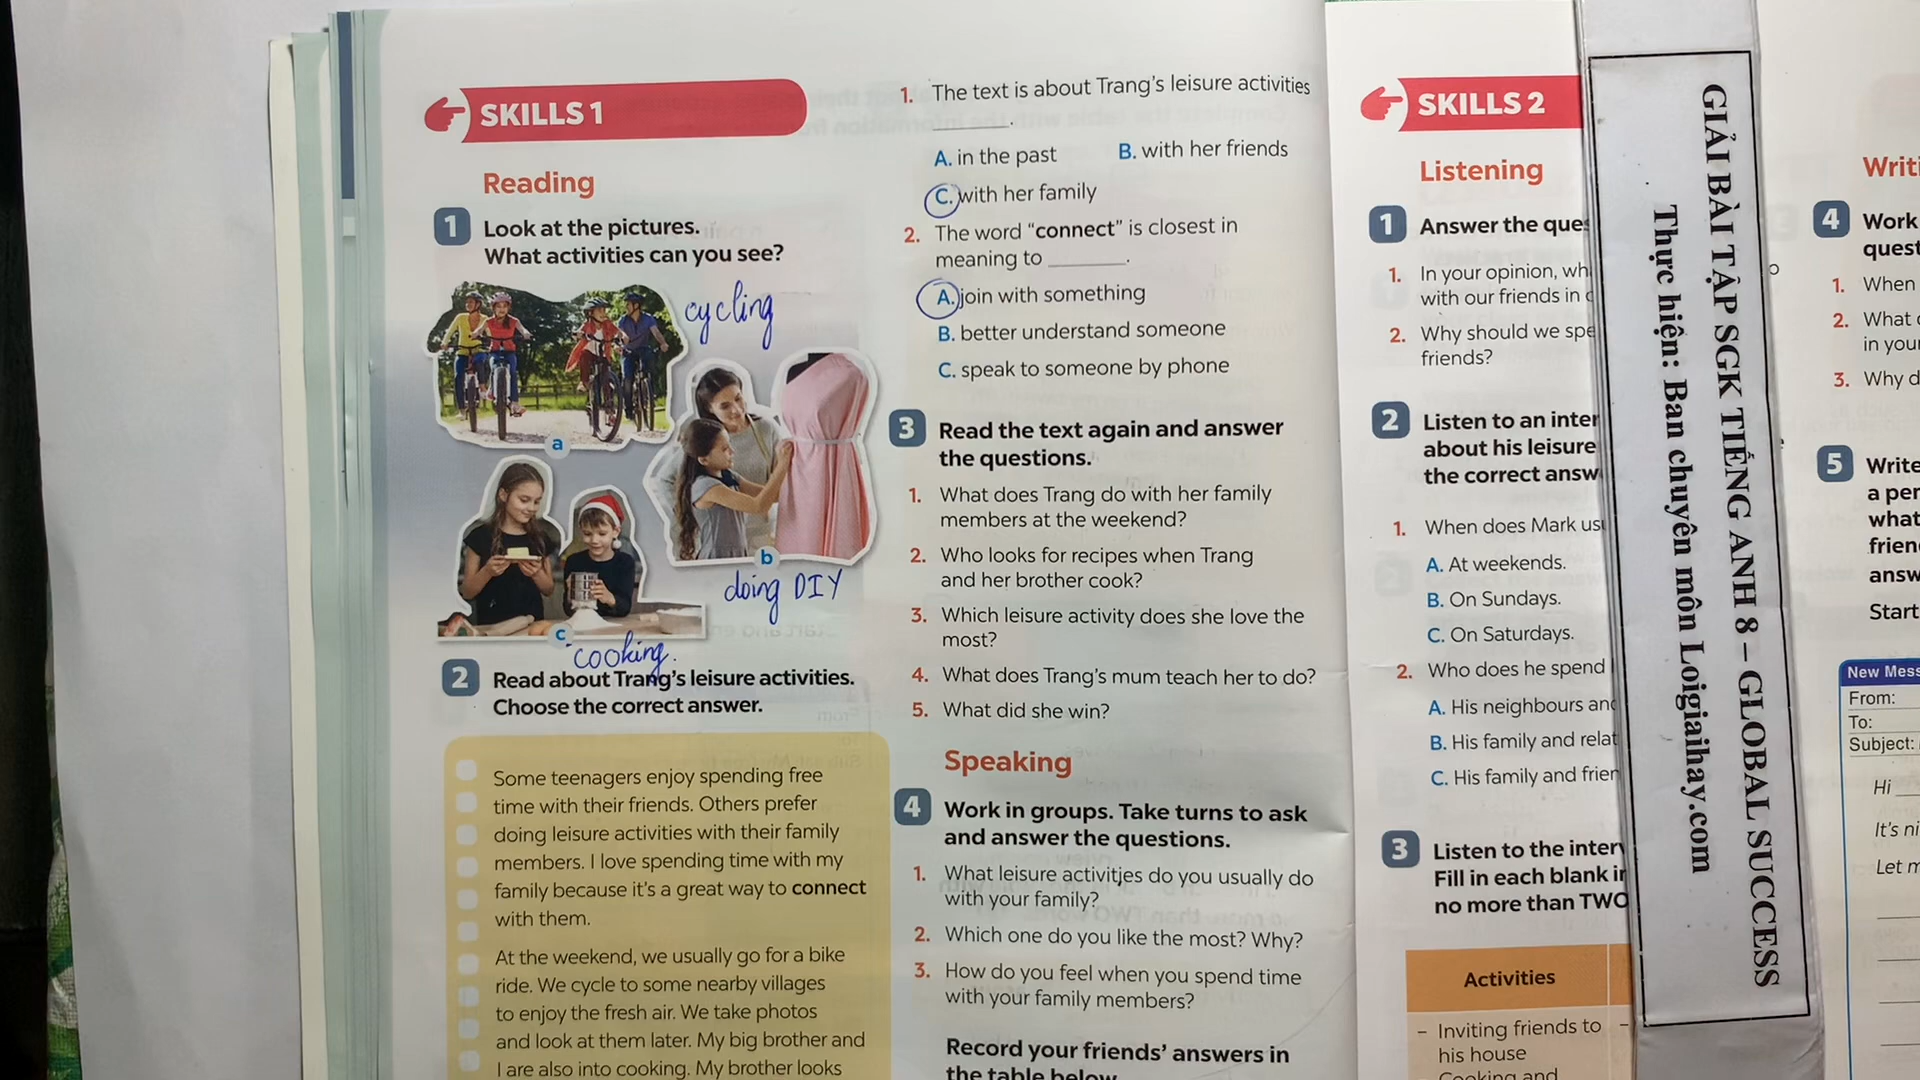 SKILLS 1
Reading
1 Look at the pictures.
What activities can you see?
cycling
a
b
doing DIY
c
cooking.
2 Read about Trang's leisure activities.
Choose the correct answer.
Some teenagers enjoy spending free
time with their friends. Others prefer
doing leisure activities with their family
members. I love spending time with my
family because it's a great way to connect
with them.
At the weekend, we usually go for a bike
ride. We cycle to some nearby villages
to enjoy the fresh air. We take photos
and look at them later. My big brother and
I are also into cooking. My brother looks
1. The text is about Trang's leisure activities
________.
A. in the past B. with her friends
C. with her family
2. The word "connect" is closest in
meaning to ________.
A. join with something
B. better understand someone
C. speak to someone by phone
3 Read the text again and answer
the questions.
1. What does Trang do with her family
members at the weekend?
2. Who looks for recipes when Trang
and her brother cook?
3. Which leisure activity does she love the
most?
4. What does Trang's mum teach her to do?
5. What did she win?
Speaking
4 Work in groups. Take turns to ask
and answer the questions.
1. What leisure activitjes do you usually do
with your family?
2. Which one do you like the most? Why?
3. How do you feel when you spend time
with your family members?
Record your friends' answers in
the table below.
SKILLS 2
Listening
1 Answer the ques
1. In your opinion, wh
with our friends in
2. Why should we spe
friends?
2 Listen to an inter
about his leisure
the correct answ
1. When does Mark us
A. At weekends.
B. On Sundays.
C. On Saturdays.
2. Who does he spend
A. His neighbours and
B. His family and relat
C. His family and frien
3 Listen to the interv
Fill in each blank in
no more than TWO
Activities
– Inviting friends to
his house
Cooking and
GIẢI BÀI TẬP SGK TIẾNG ANH 8 – GLOBAL SUCCESS
Thực hiện: Ban chuyên môn Loigiaihay.com
Writi
4 Work
quest
1. When
2. What
in your
3. Why d
5 Write
a per
what
frien
answ
Start
New Mess
From:
To:
Subject:
Hi
It's ni
Let m